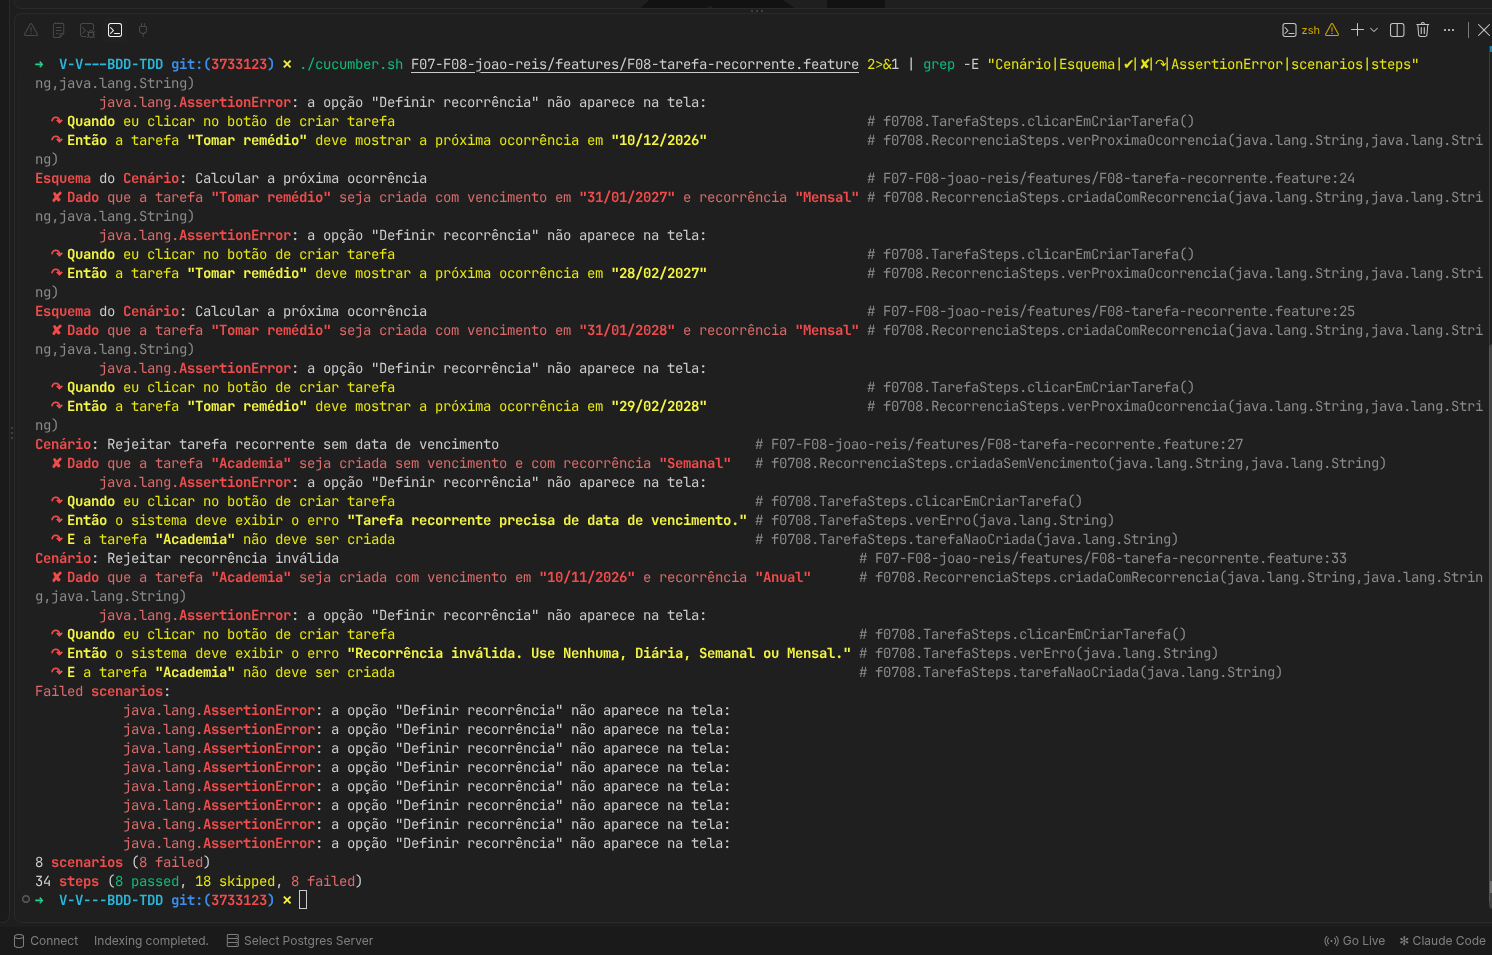 zsh
➜  V-V---BDD-TDD git:(3733123) ✗ ./cucumber.sh F07-F08-joao-reis/features/F08-tarefa-recorrente.feature 2>&1 | grep -E "Cenário|Esquema|✔|✘|↷|AssertionError|scenarios|steps"
ng,java.lang.String)
java.lang.AssertionError: a opção "Definir recorrência" não aparece na tela:
↷ Quando eu clicar no botão de criar tarefa # f0708.TarefaSteps.clicarEmCriarTarefa()
↷ Então a tarefa "Tomar remédio" deve mostrar a próxima ocorrência em "10/12/2026" # f0708.RecorrenciaSteps.verProximaOcorrencia(java.lang.String,java.lang.Stri
ng)
Esquema do Cenário: Calcular a próxima ocorrência # F07-F08-joao-reis/features/F08-tarefa-recorrente.feature:24
✘ Dado que a tarefa "Tomar remédio" seja criada com vencimento em "31/01/2027" e recorrência "Mensal" # f0708.RecorrenciaSteps.criadaComRecorrencia(java.lang.String,java.lang.Stri
ng,java.lang.String)
java.lang.AssertionError: a opção "Definir recorrência" não aparece na tela:
↷ Quando eu clicar no botão de criar tarefa # f0708.TarefaSteps.clicarEmCriarTarefa()
↷ Então a tarefa "Tomar remédio" deve mostrar a próxima ocorrência em "28/02/2027" # f0708.RecorrenciaSteps.verProximaOcorrencia(java.lang.String,java.lang.Stri
ng)
Esquema do Cenário: Calcular a próxima ocorrência # F07-F08-joao-reis/features/F08-tarefa-recorrente.feature:25
✘ Dado que a tarefa "Tomar remédio" seja criada com vencimento em "31/01/2028" e recorrência "Mensal" # f0708.RecorrenciaSteps.criadaComRecorrencia(java.lang.String,java.lang.Stri
ng,java.lang.String)
java.lang.AssertionError: a opção "Definir recorrência" não aparece na tela:
↷ Quando eu clicar no botão de criar tarefa # f0708.TarefaSteps.clicarEmCriarTarefa()
↷ Então a tarefa "Tomar remédio" deve mostrar a próxima ocorrência em "29/02/2028" # f0708.RecorrenciaSteps.verProximaOcorrencia(java.lang.String,java.lang.Stri
ng)
Cenário: Rejeitar tarefa recorrente sem data de vencimento # F07-F08-joao-reis/features/F08-tarefa-recorrente.feature:27
✘ Dado que a tarefa "Academia" seja criada sem vencimento e com recorrência "Semanal" # f0708.RecorrenciaSteps.criadaSemVencimento(java.lang.String,java.lang.String)
java.lang.AssertionError: a opção "Definir recorrência" não aparece na tela:
↷ Quando eu clicar no botão de criar tarefa # f0708.TarefaSteps.clicarEmCriarTarefa()
↷ Então o sistema deve exibir o erro "Tarefa recorrente precisa de data de vencimento." # f0708.TarefaSteps.verErro(java.lang.String)
↷ E a tarefa "Academia" não deve ser criada # f0708.TarefaSteps.tarefaNaoCriada(java.lang.String)
Cenário: Rejeitar recorrência inválida # F07-F08-joao-reis/features/F08-tarefa-recorrente.feature:33
✘ Dado que a tarefa "Academia" seja criada com vencimento em "10/11/2026" e recorrência "Anual" # f0708.RecorrenciaSteps.criadaComRecorrencia(java.lang.String,java.lang.Strin
g,java.lang.String)
java.lang.AssertionError: a opção "Definir recorrência" não aparece na tela:
↷ Quando eu clicar no botão de criar tarefa # f0708.TarefaSteps.clicarEmCriarTarefa()
↷ Então o sistema deve exibir o erro "Recorrência inválida. Use Nenhuma, Diária, Semanal ou Mensal." # f0708.TarefaSteps.verErro(java.lang.String)
↷ E a tarefa "Academia" não deve ser criada # f0708.TarefaSteps.tarefaNaoCriada(java.lang.String)
Failed scenarios:
java.lang.AssertionError: a opção "Definir recorrência" não aparece na tela:
java.lang.AssertionError: a opção "Definir recorrência" não aparece na tela:
java.lang.AssertionError: a opção "Definir recorrência" não aparece na tela:
java.lang.AssertionError: a opção "Definir recorrência" não aparece na tela:
java.lang.AssertionError: a opção "Definir recorrência" não aparece na tela:
java.lang.AssertionError: a opção "Definir recorrência" não aparece na tela:
java.lang.AssertionError: a opção "Definir recorrência" não aparece na tela:
java.lang.AssertionError: a opção "Definir recorrência" não aparece na tela:
8 scenarios (8 failed)
34 steps (8 passed, 18 skipped, 8 failed)
➜  V-V---BDD-TDD git:(3733123) ✗
Connect Indexing completed. Select Postgres Server Go Live Claude Code